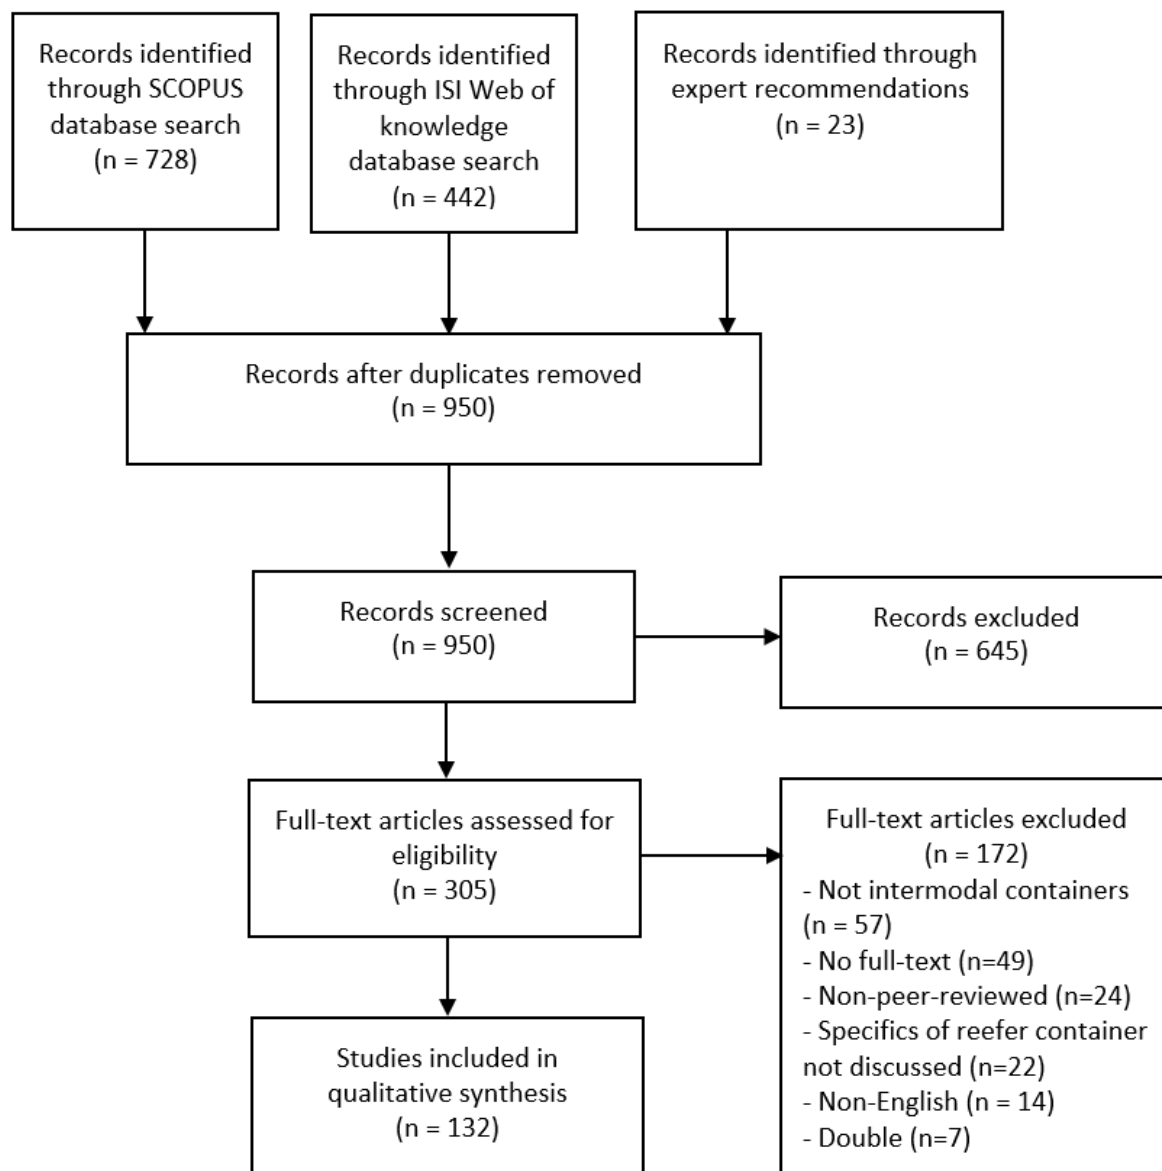 Records identified
through SCOPUS
database search
(n = 728)
Records identified
through ISI Web of
knowledge
database search
(n = 442)
Records identified through
expert recommendations
(n = 23)
Records after duplicates removed
(n = 950)
Records screened
(n = 950)
Records excluded
(n = 645)
Full-text articles assessed for
eligibility
(n = 305)
Full-text articles excluded
(n = 172)
- Not intermodal containers
(n = 57)
- No full-text (n=49)
- Non-peer-reviewed (n=24)
- Specifics of reefer container
not discussed (n=22)
- Non-English (n = 14)
- Double (n=7)
Studies included in
qualitative synthesis
(n = 132)